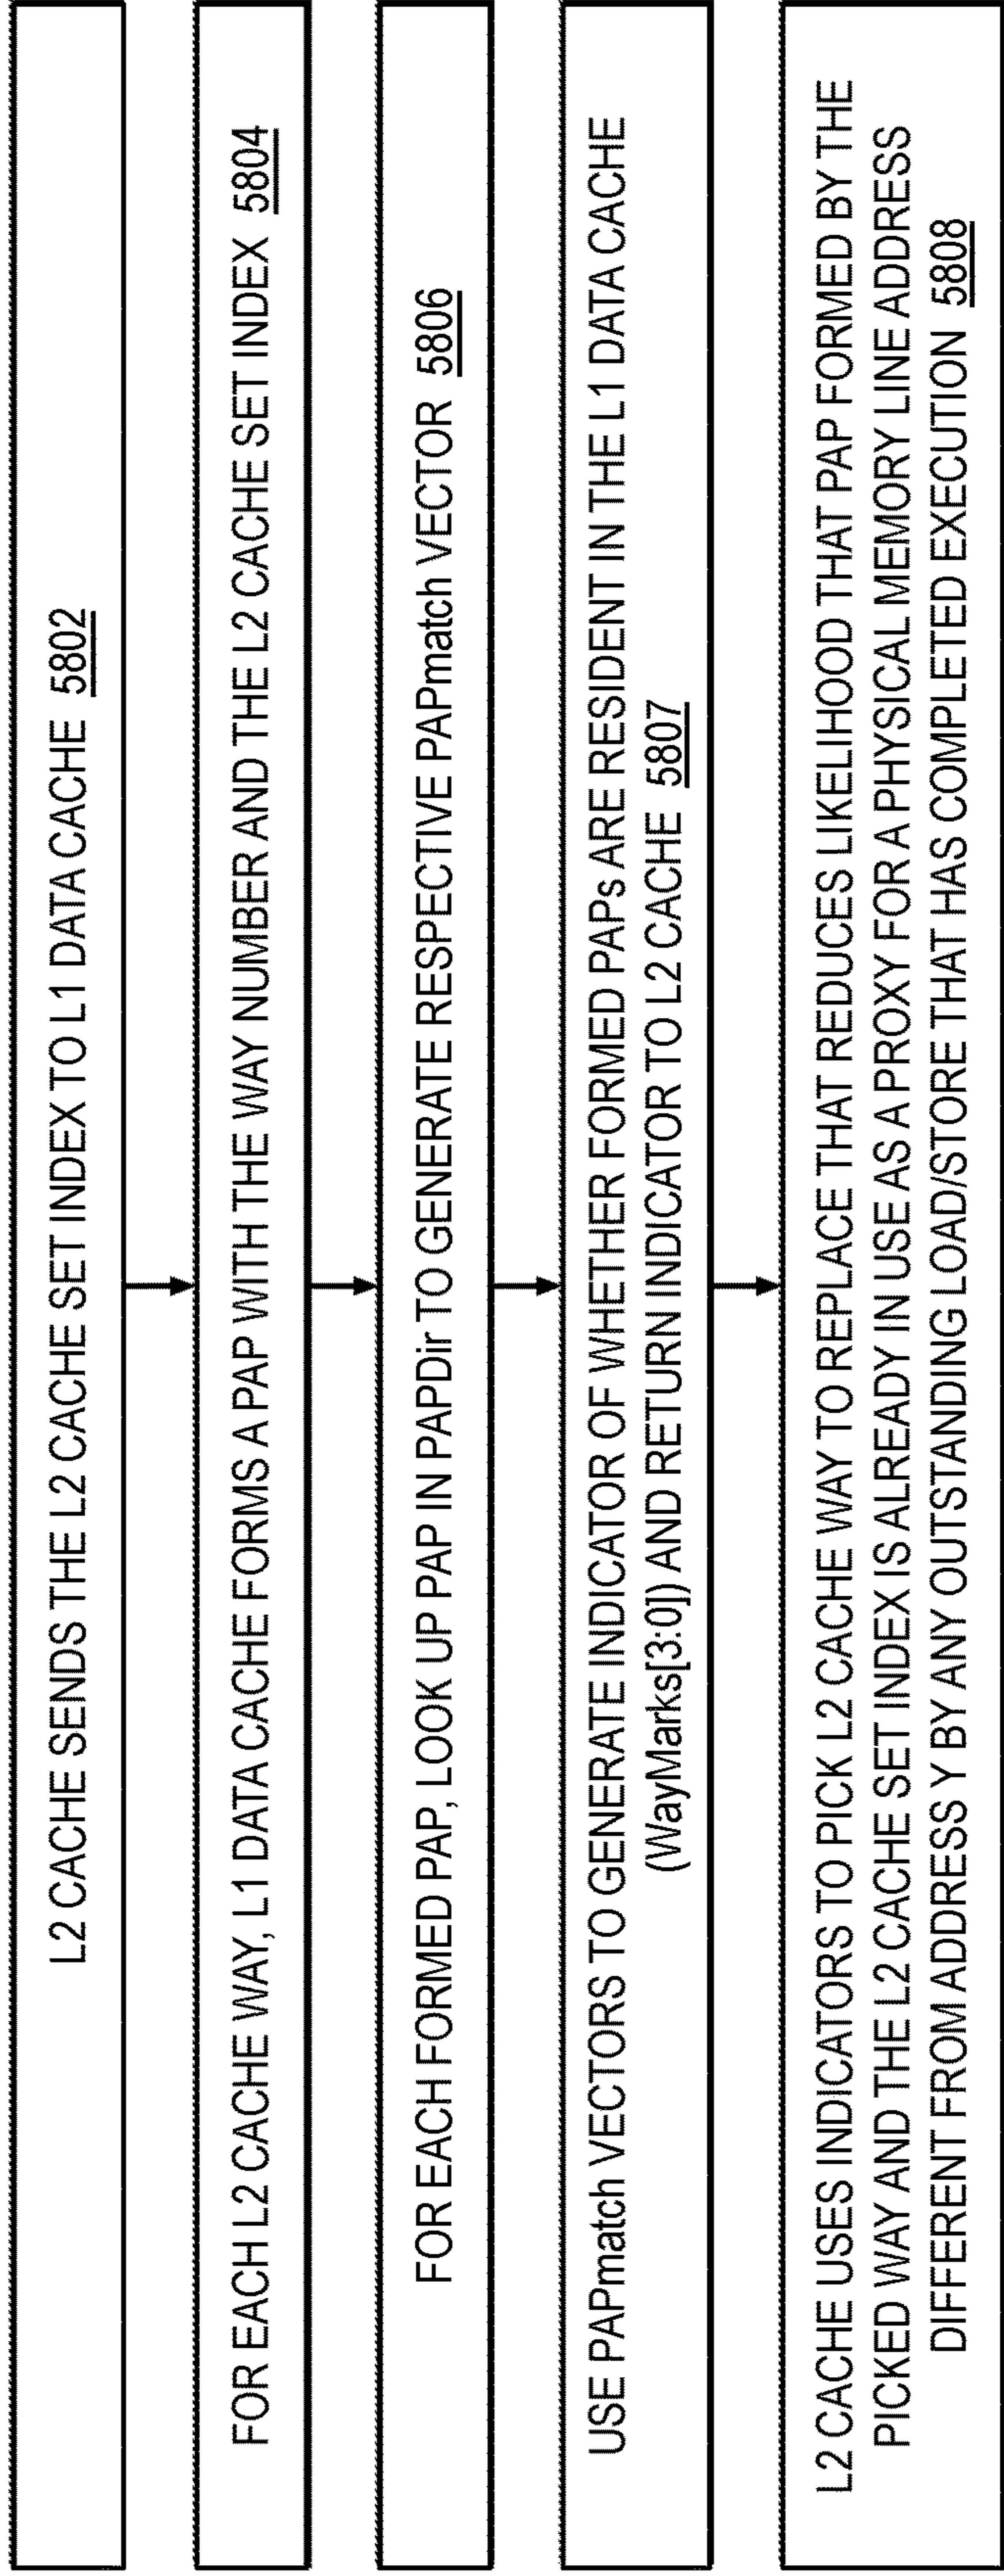 L2 CACHE SENDS THE L2 CACHE SET INDEX TO L1 DATA CACHE 5802
FOR EACH L2 CACHE WAY, L1 DATA CACHE FORMS A PAP WITH THE WAY NUMBER AND THE L2 CACHE SET INDEX 5804
FOR EACH FORMED PAP, LOOK UP PAP IN PAPDir TO GENERATE RESPECTIVE PAPmatch VECTOR 5806
USE PAPmatch VECTORS TO GENERATE INDICATOR OF WHETHER FORMED PAPs ARE RESIDENT IN THE L1 DATA CACHE
(WayMarks[3:0]) AND RETURN INDICATOR TO L2 CACHE 5807
L2 CACHE USES INDICATORS TO PICK L2 CACHE WAY TO REPLACE THAT REDUCES LIKELIHOOD THAT PAP FORMED BY THE
PICKED WAY AND THE L2 CACHE SET INDEX IS ALREADY IN USE AS A PROXY FOR A PHYSICAL MEMORY LINE ADDRESS
DIFFERENT FROM ADDRESS Y BY ANY OUTSTANDING LOAD/STORE THAT HAS COMPLETED EXECUTION 5808